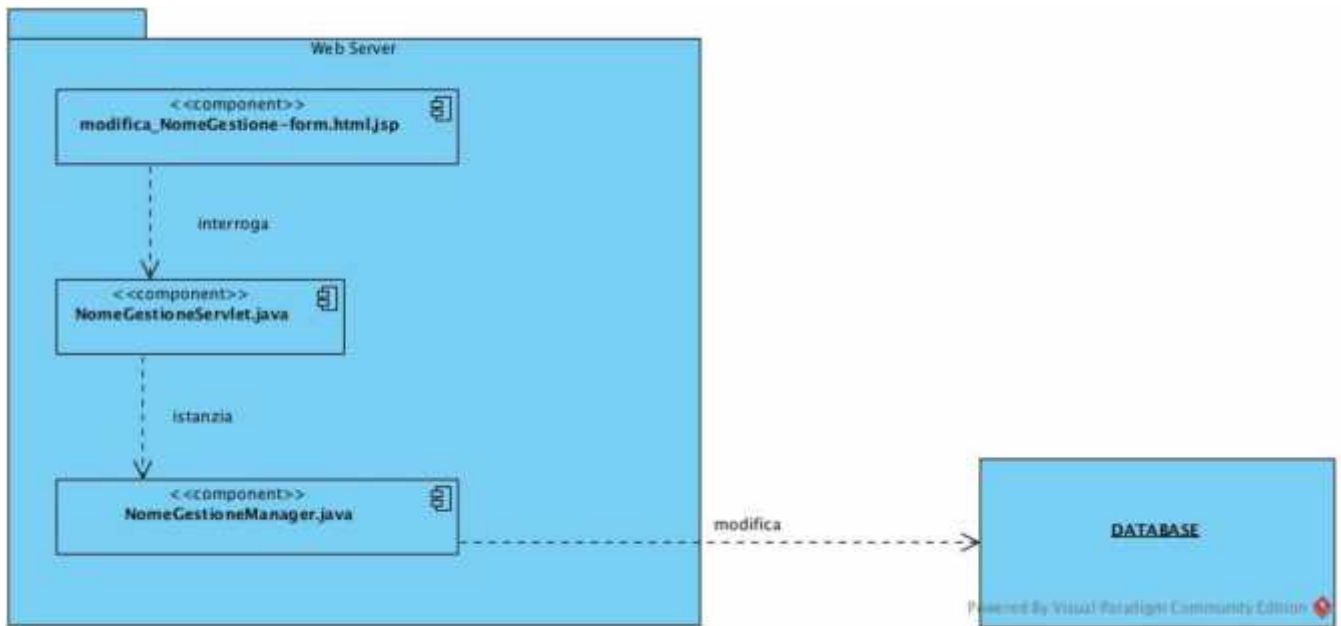 Web Server
<<component>>
modifica_NomeGestione-form.html.jsp
interroga
<<component>>
NomeGestioneServlet.java
istanzia
<<component>>
NomeGestioneManager.java
modifica
DATABASE
Powered By Visual Paradigm Community Edition